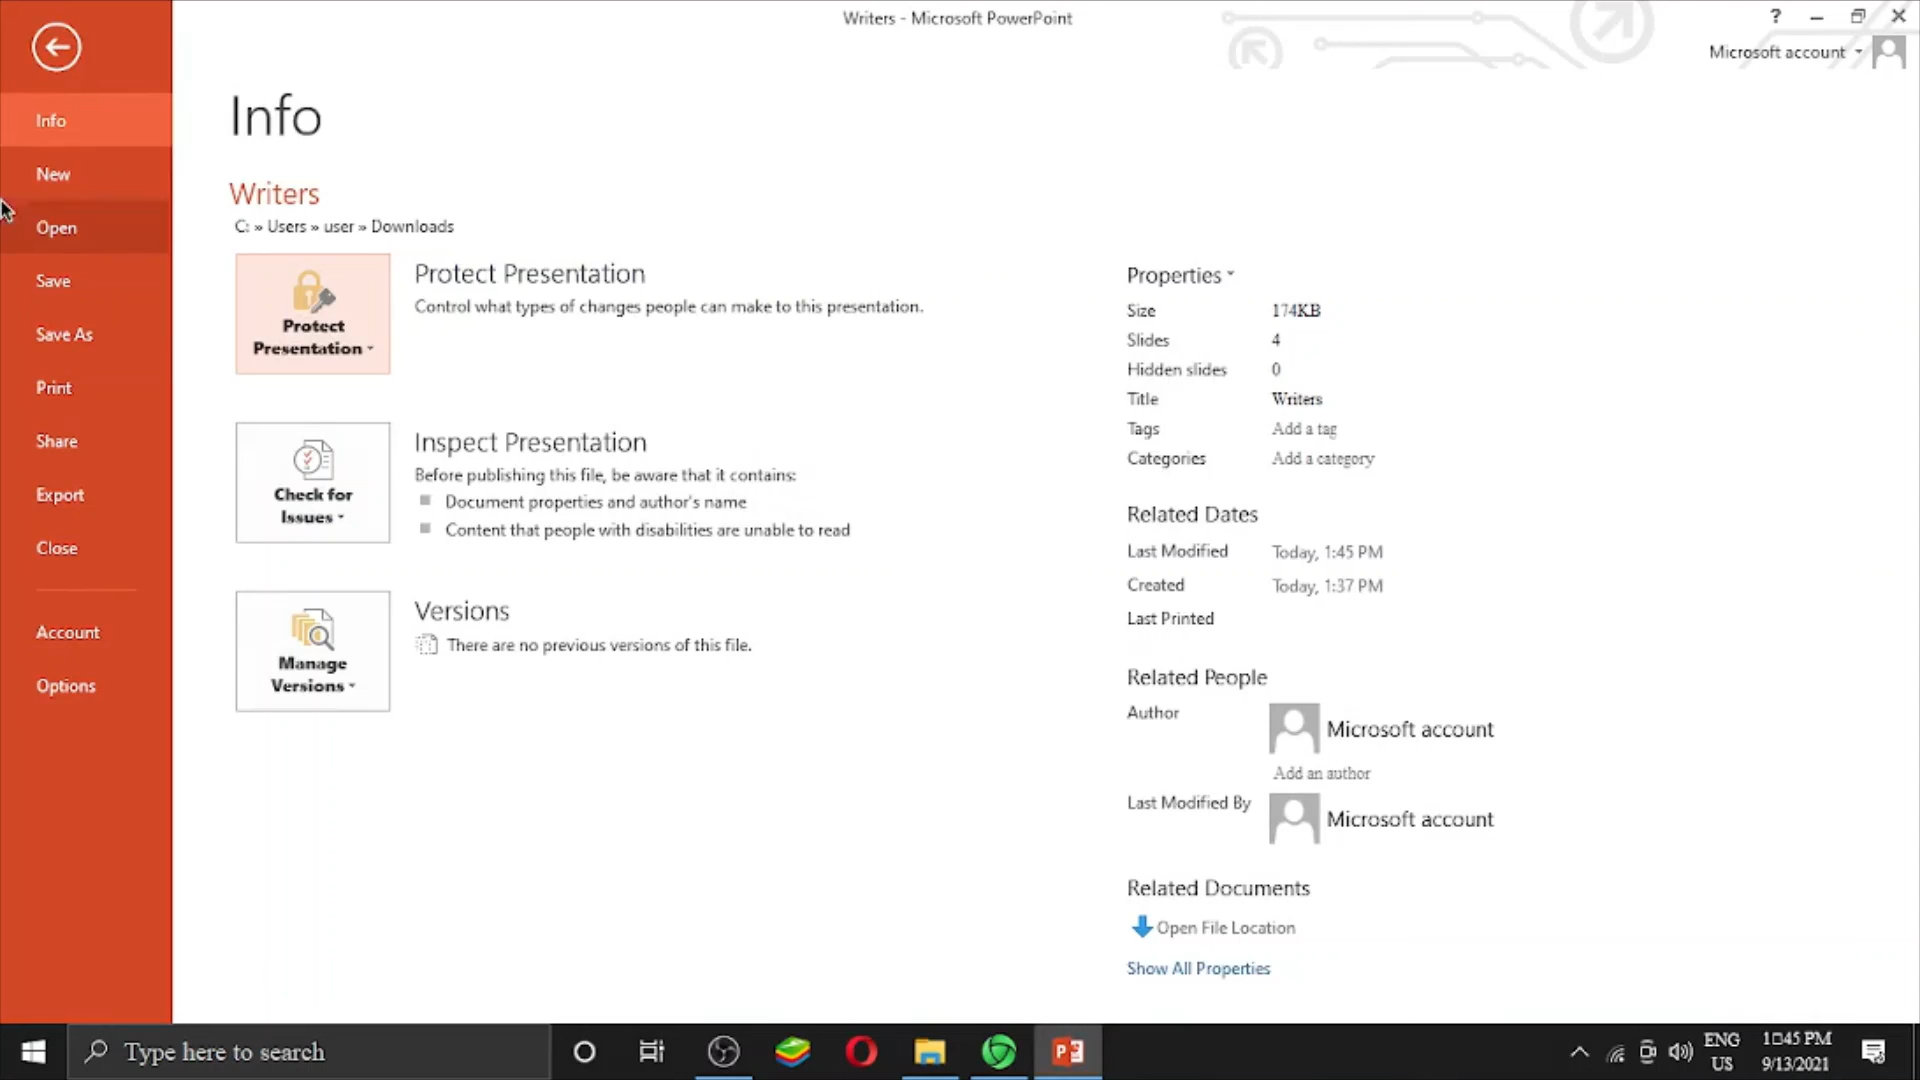 Writers - Microsoft PowerPoint
?
Microsoft account
Info
New
Open
Save
Save As
Print
Share
Export
Close
Account
Options
Info
Writers
C: » Users » user » Downloads
Protect
Presentation
Protect Presentation
Control what types of changes people can make to this presentation.
Check for
Issues
Inspect Presentation
Before publishing this file, be aware that it contains:
Document properties and author's name
Content that people with disabilities are unable to read
Manage
Versions
Versions
There are no previous versions of this file.
Properties
Size 174KB
Slides 4
Hidden slides 0
Title Writers
Tags Add a tag
Categories Add a category
Related Dates
Last Modified Today, 1:45 PM
Created Today, 1:37 PM
Last Printed
Related People
Author Microsoft account
Add an author
Last Modified By Microsoft account
Related Documents
Open File Location
Show All Properties
Type here to search
ENG
US
1□45 PM
9/13/2021